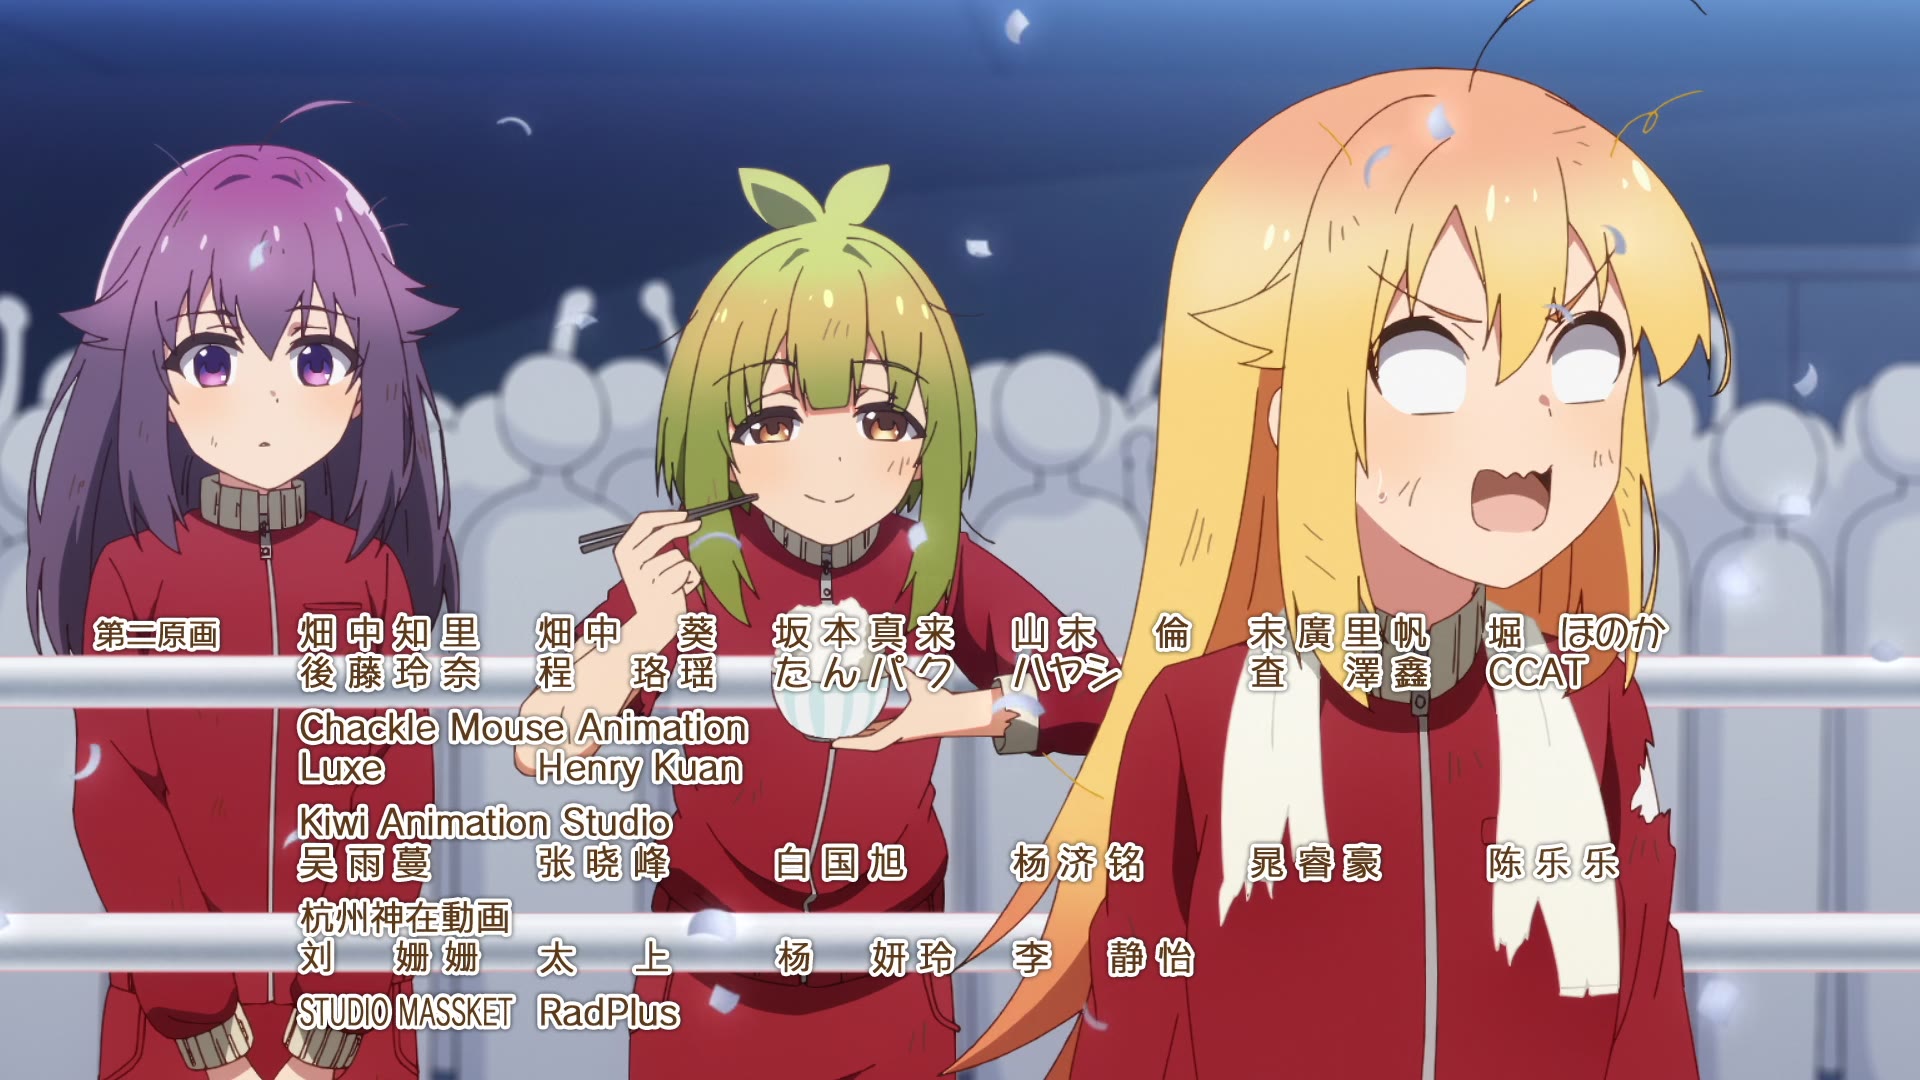 第二原画 畑中知里 畑中 葵 坂本真来 山末 倫 末廣里帆 堀 ほのか
後藤玲奈 程 珞瑶 たんパク ハヤシ 査 澤鑫 CCAT
Chackle Mouse Animation
Luxe Henry Kuan
Kiwi Animation Studio
吴雨蔓 张晓峰 白国旭 杨济铭 晁睿豪 陈乐乐
杭州神在動画
刘 姗姗 太 上 杨 妍玲 李 静怡
STUDIO MASSKET RadPlus